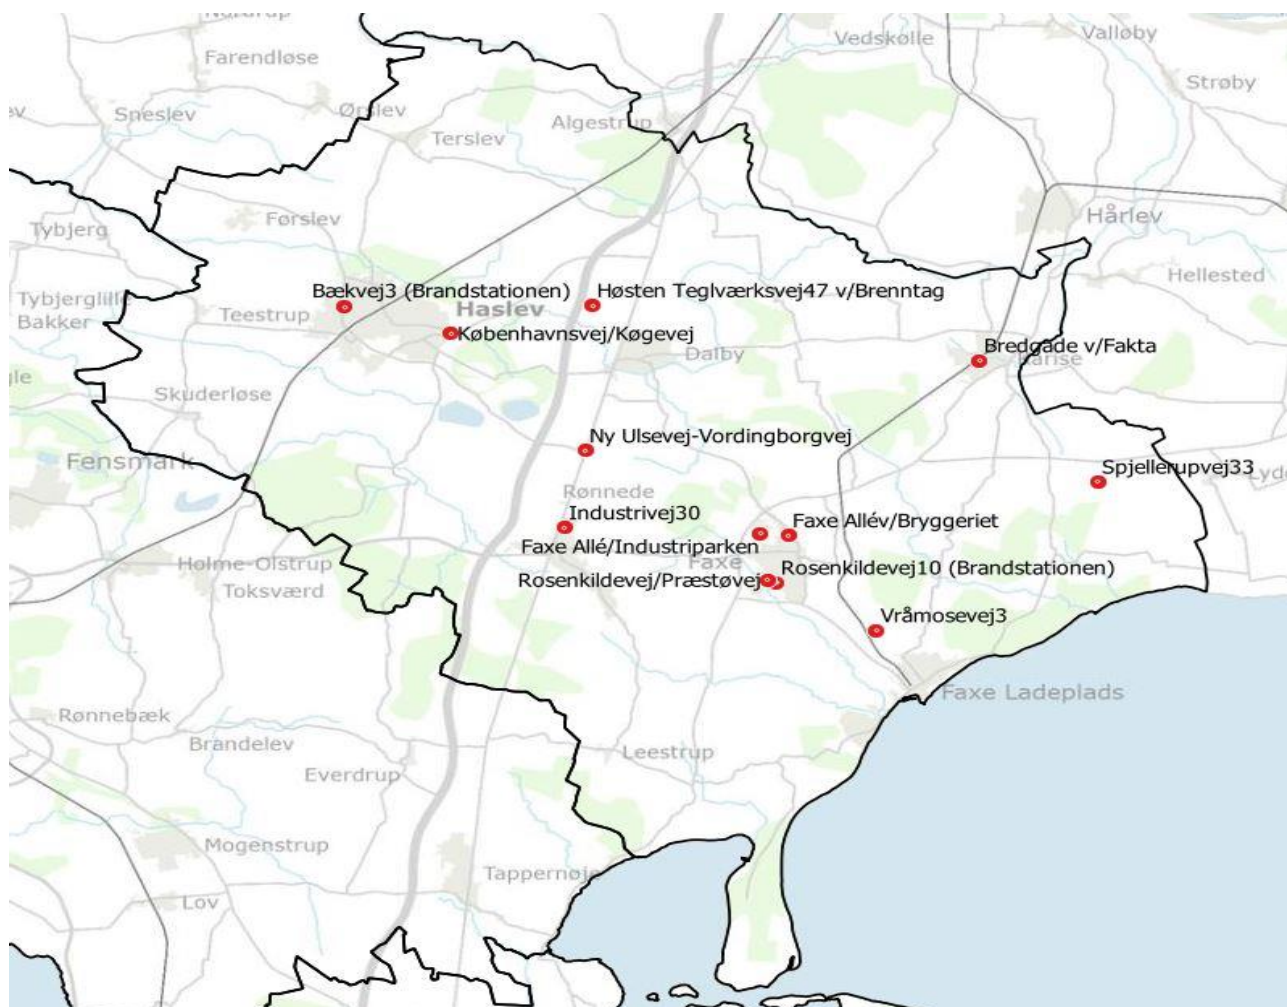 Vedskølle
Valløby
Farendløse
Strøby
Sneslev
Ørslev
Algestrup
Terslev
Førslev
Hårlev
Tybjerg
Hellested
Bækvej3 (Brandstationen)
Høsten Teglværksvej47 v/Brenntag
Tybjerglille
Bakker
Teestrup
Haslev
Københavnsvej/Køgevej
Dalby
Bredgade v/Fakta
Skuderløse
Ny Ulsevej-Vordingborgvej
Fensmark
Spjellerupvej33
Rønnede
Industrivej30
Faxe Allév/Bryggeriet
Faxe Allé/Industriparken
Holme-Olstrup
Faxe
Rosenkildevej10 (Brandstationen)
Toksværd
Rosenkildevej/Præstøvej
Vråmosevej3
Faxe Ladeplads
Rønnebæk
Brandelev
Leestrup
Everdrup
Mogenstrup
Tappernøje
Lov